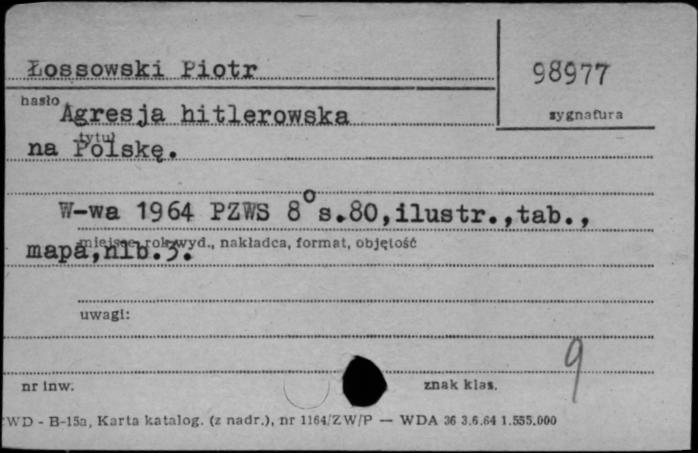 Łossowski Piotr
98977
hasło
sygnatura
Agresja hitlerowska
tytuł
na Polskę.
W-wa 1964 PZWS 8° s.80,ilustr.,tab.,
miejsce, rok wyd., nakładca, format, objętość
mapa,nlb.3.
uwagi:
9
nr inw.
znak klas.
ZWD - B-15a, Karta katalog. (z nadr.), nr 1164/ZW/P — WDA 36 3.6.64 1.555.000